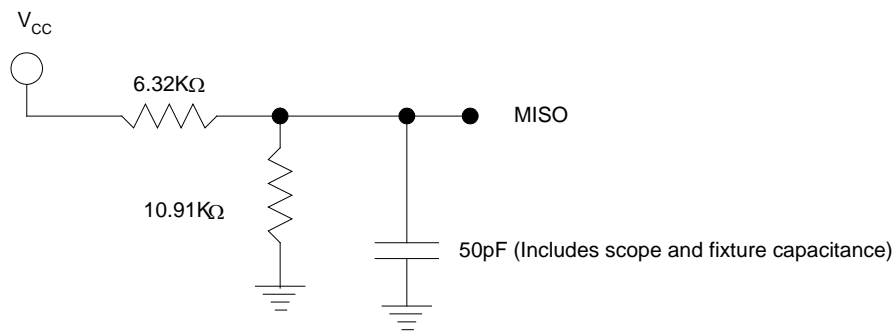 V_CC
6.32KΩ
MISO
10.91KΩ
50pF (Includes scope and fixture capacitance)